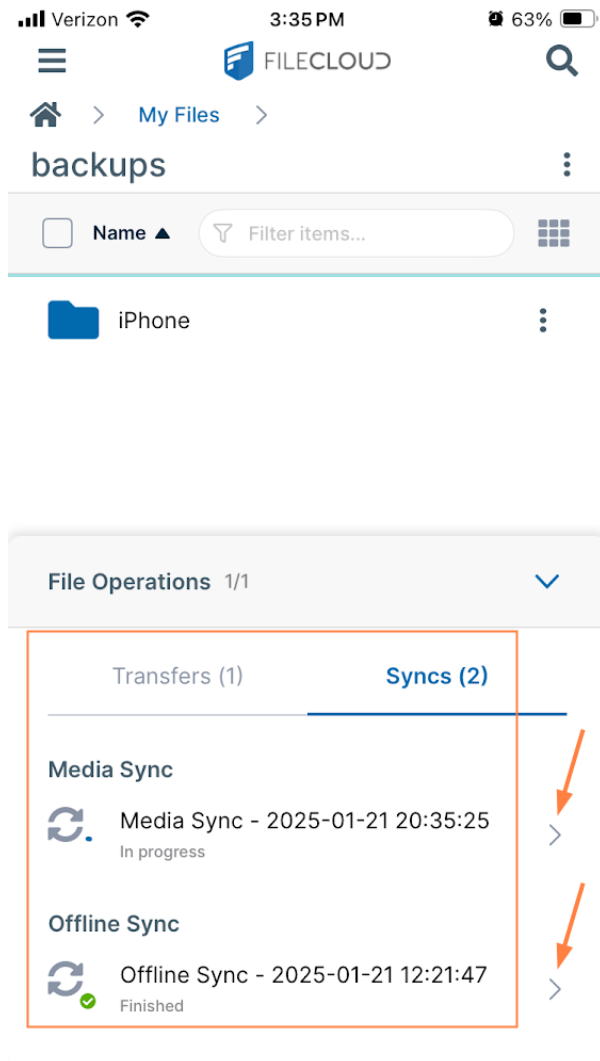 Verizon 3:35 PM 63%
FILECLOUD
My Files
backups
Name Filter items...
iPhone
File Operations 1/1
Transfers (1) Syncs (2)
Media Sync
Media Sync - 2025-01-21 20:35:25
In progress
Offline Sync
Offline Sync - 2025-01-21 12:21:47
Finished